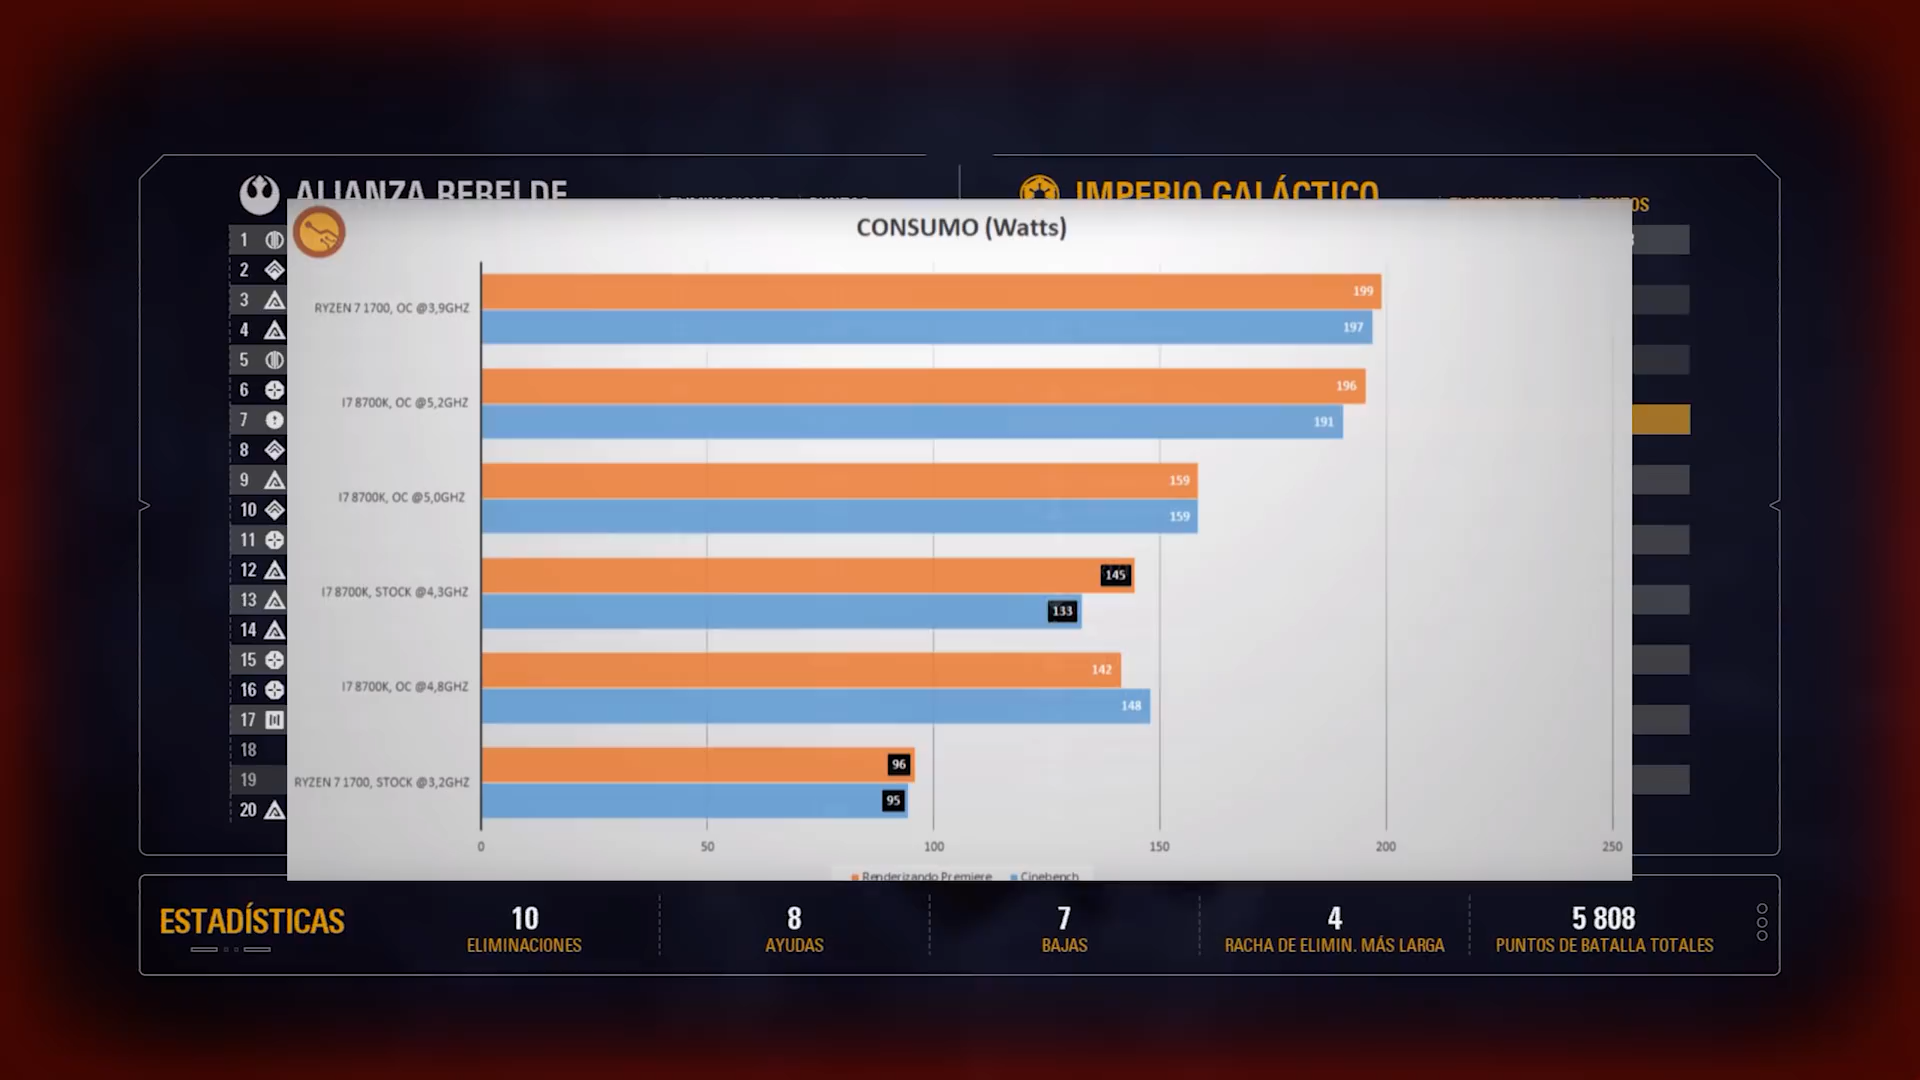 ALIANZA REBELDE
IMPERIO GALÁCTICO
CONSUMO (Watts)
RYZEN 7 1700, OC @3,9GHZ
199
197
I7 8700K, OC @5,2GHZ
196
191
I7 8700K, OC @5,0GHZ
159
159
I7 8700K, STOCK @4,3GHZ
145
133
I7 8700K, OC @4,8GHZ
142
148
RYZEN 7 1700, STOCK @3,2GHZ
96
95
0 50 100 150 200 250
Renderizando Premiere Cinebench
1
2
3
4
5
6
7
8
9
10
11
12
13
14
15
16
17
18
19
20
ESTADÍSTICAS
10
ELIMINACIONES
8
AYUDAS
7
BAJAS
4
RACHA DE ELIMIN. MÁS LARGA
5 808
PUNTOS DE BATALLA TOTALES